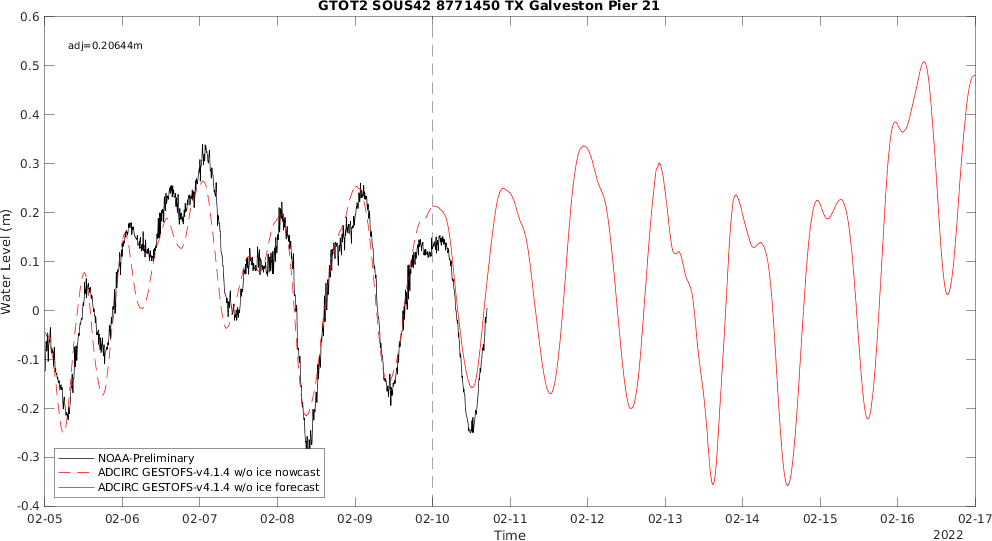 GTOT2 SOUS42 8771450 TX Galveston Pier 21
adj=0.20644m
0.6
0.5
0.4
0.3
0.2
0.1
0
-0.1
-0.2
-0.3
-0.4
Water Level (m)
NOAA-Preliminary
ADCIRC GESTOFS-v4.1.4 w/o ice nowcast
ADCIRC GESTOFS-v4.1.4 w/o ice forecast
02-05 02-06 02-07 02-08 02-09 02-10 02-11 02-12 02-13 02-14 02-15 02-16 02-17
Time
2022